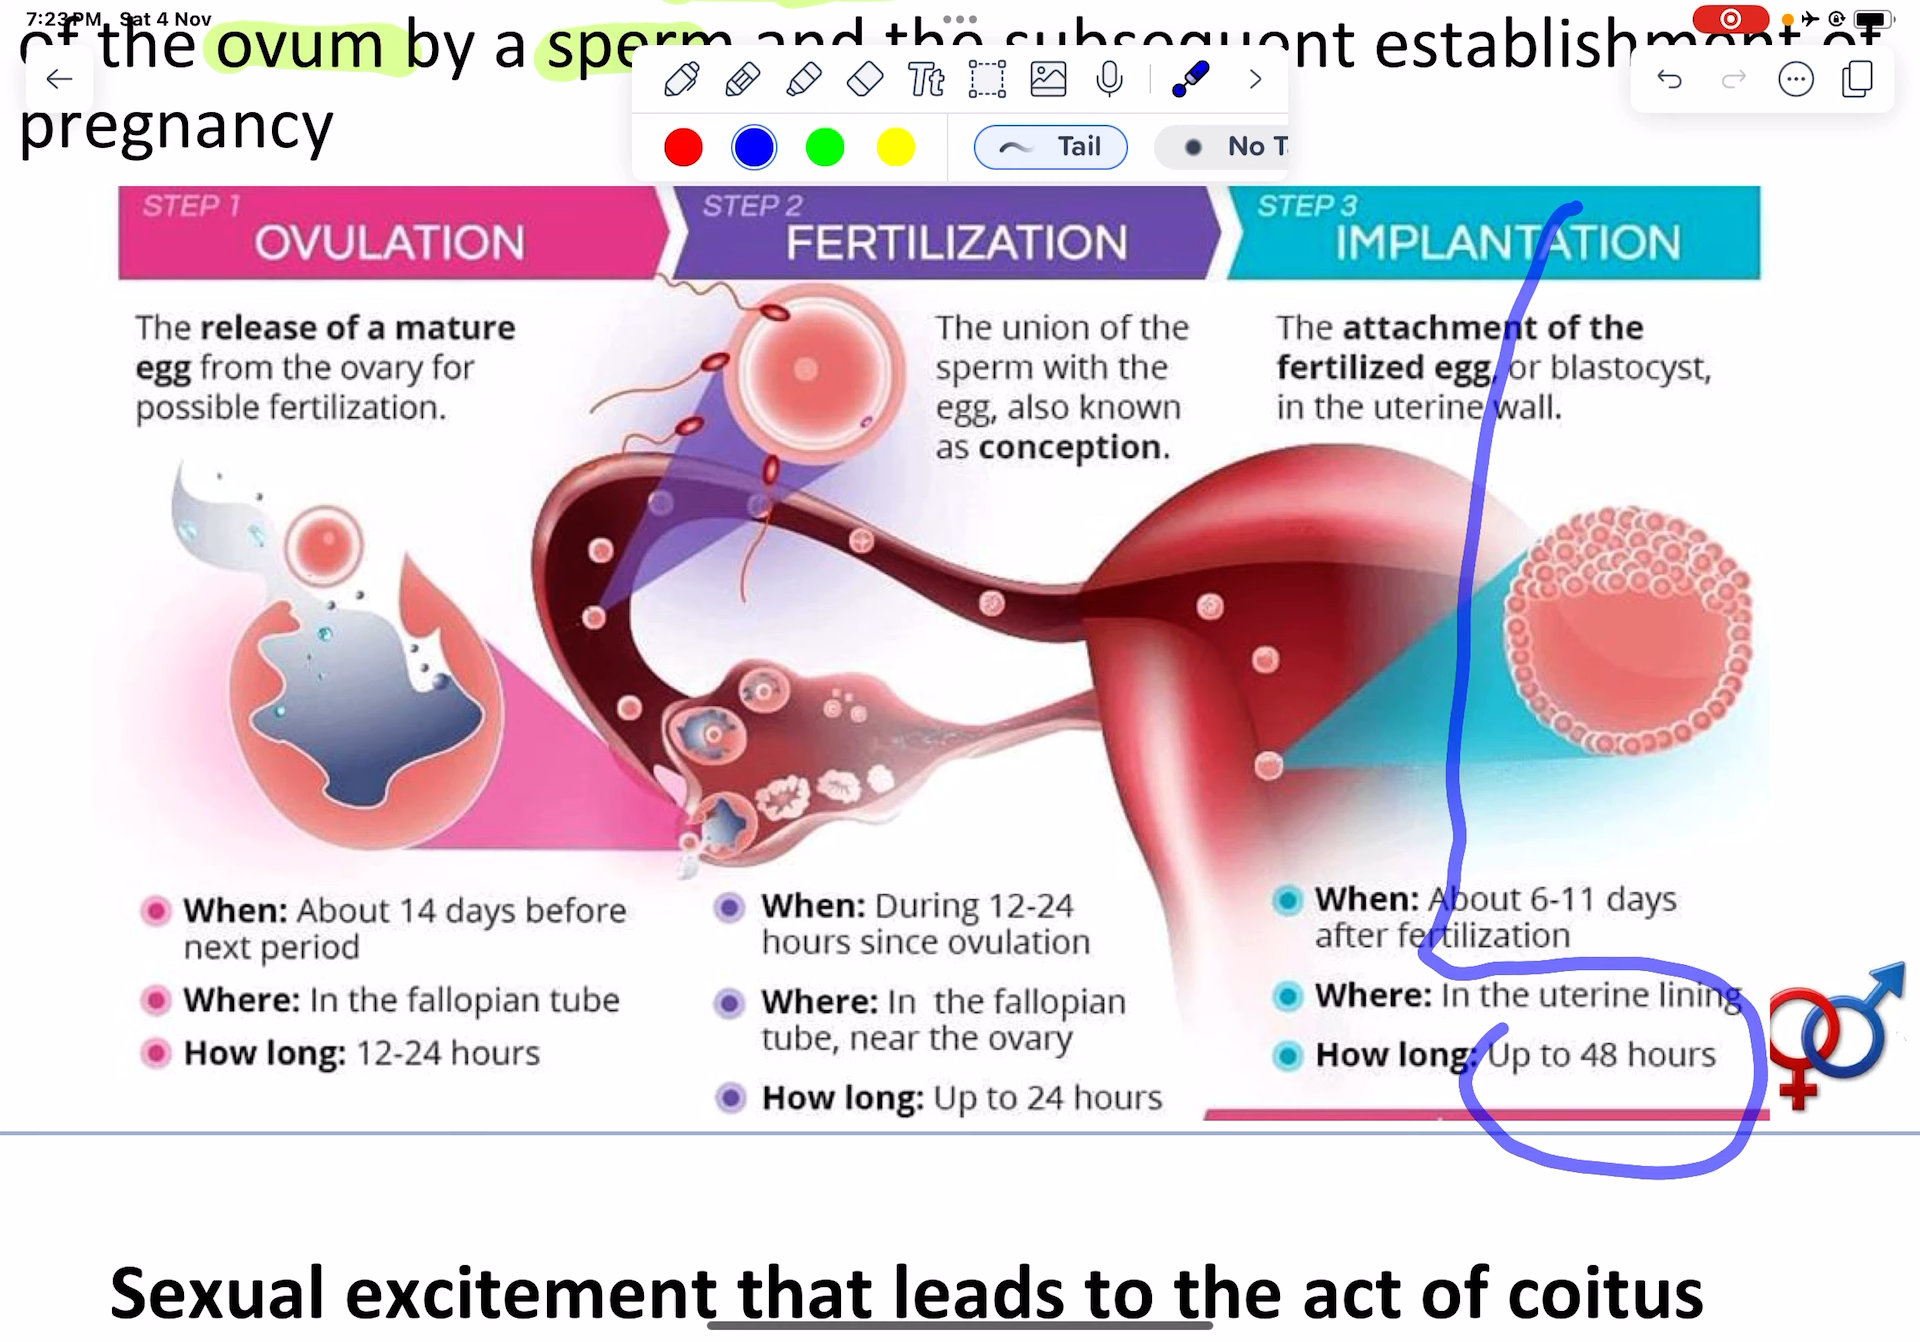 7:23 PM Sat 4 Nov
of the ovum by a sperm and the subsequent establishment of
pregnancy
Tt
Tail
No T
STEP 1
OVULATION
The release of a mature
egg from the ovary for
possible fertilization.
When: About 14 days before
next period
Where: In the fallopian tube
How long: 12-24 hours
STEP 2
FERTILIZATION
The union of the
sperm with the
egg, also known
as conception.
When: During 12-24
hours since ovulation
Where: In the fallopian
tube, near the ovary
How long: Up to 24 hours
STEP 3
IMPLANTATION
The attachment of the
fertilized egg, or blastocyst,
in the uterine wall.
When: About 6-11 days
after fertilization
Where: In the uterine lining
How long: Up to 48 hours
Sexual excitement that leads to the act of coitus